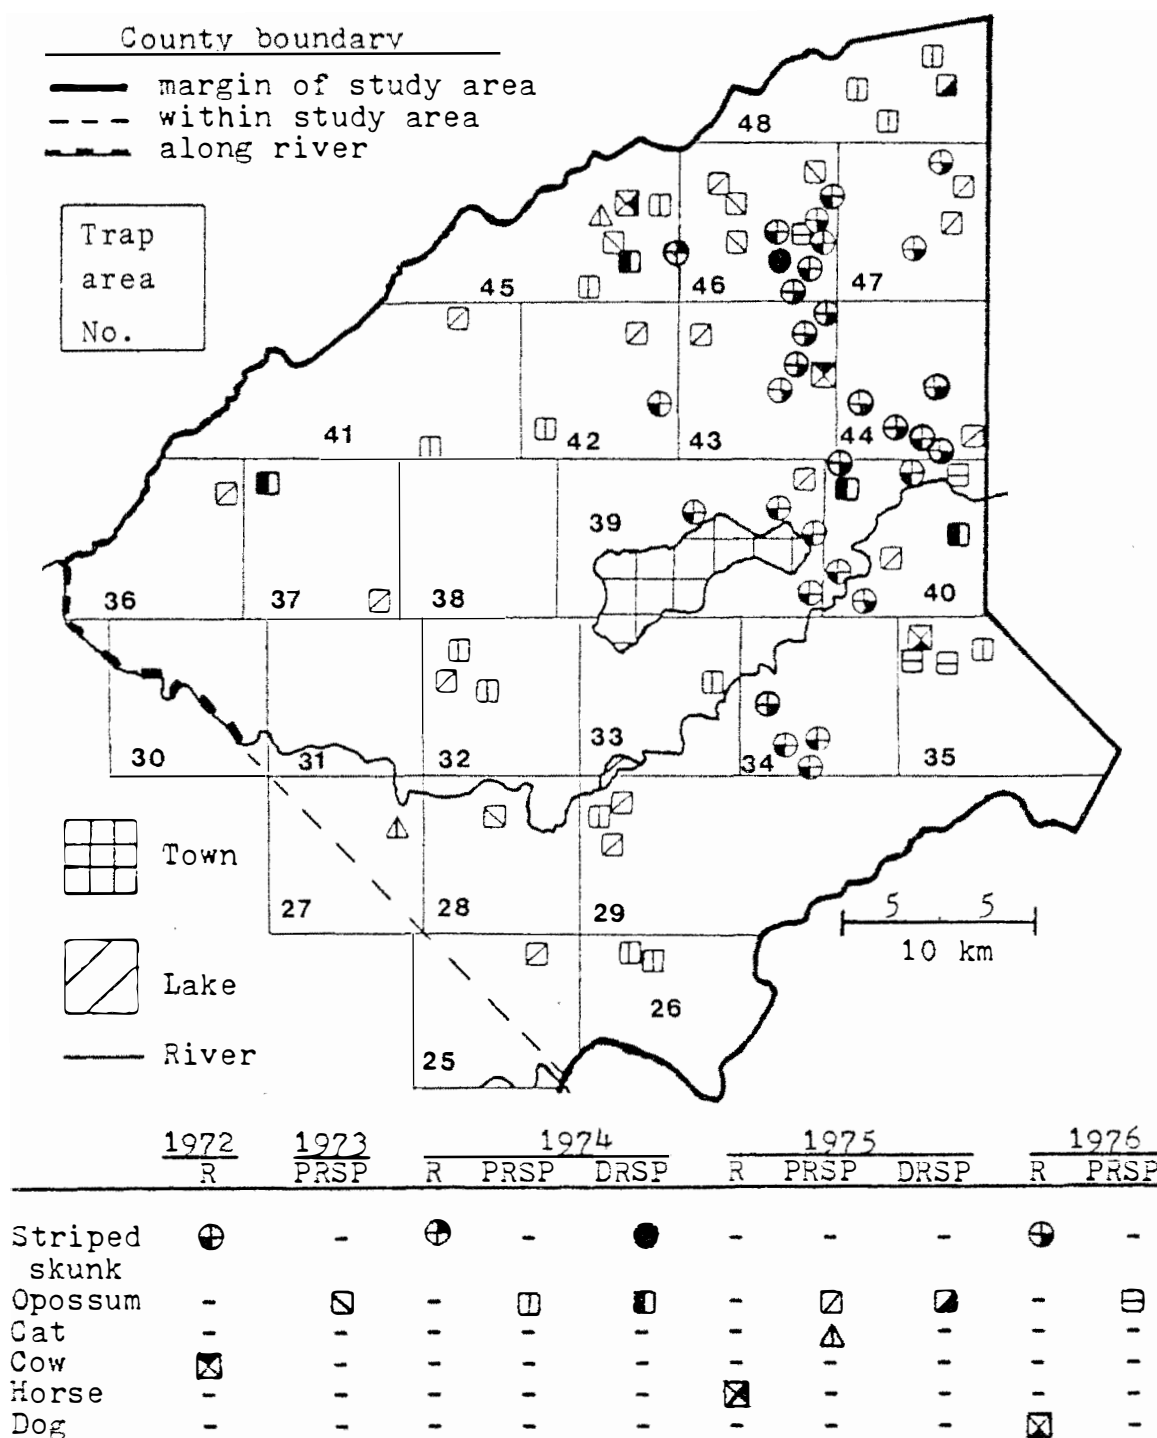 County boundary
margin of study area
within study area
along river
Trap
area
No.
48
45 46 47
41 42 43 44
39
36 37 38 40
30 31 32 33 34 35
Town
27 28 29
5 5
10 km
Lake
26
River
25
1972 1973 1974 1975 1976
R PRSP R PRSP DRSP R PRSP DRSP R PRSP
Striped - - - - - -
skunk
Opossum - - - -
Cat - - - - - - - - -
Cow - - - - - - - - -
Horse - - - - - - - - -
Dog - - - - - - - - -